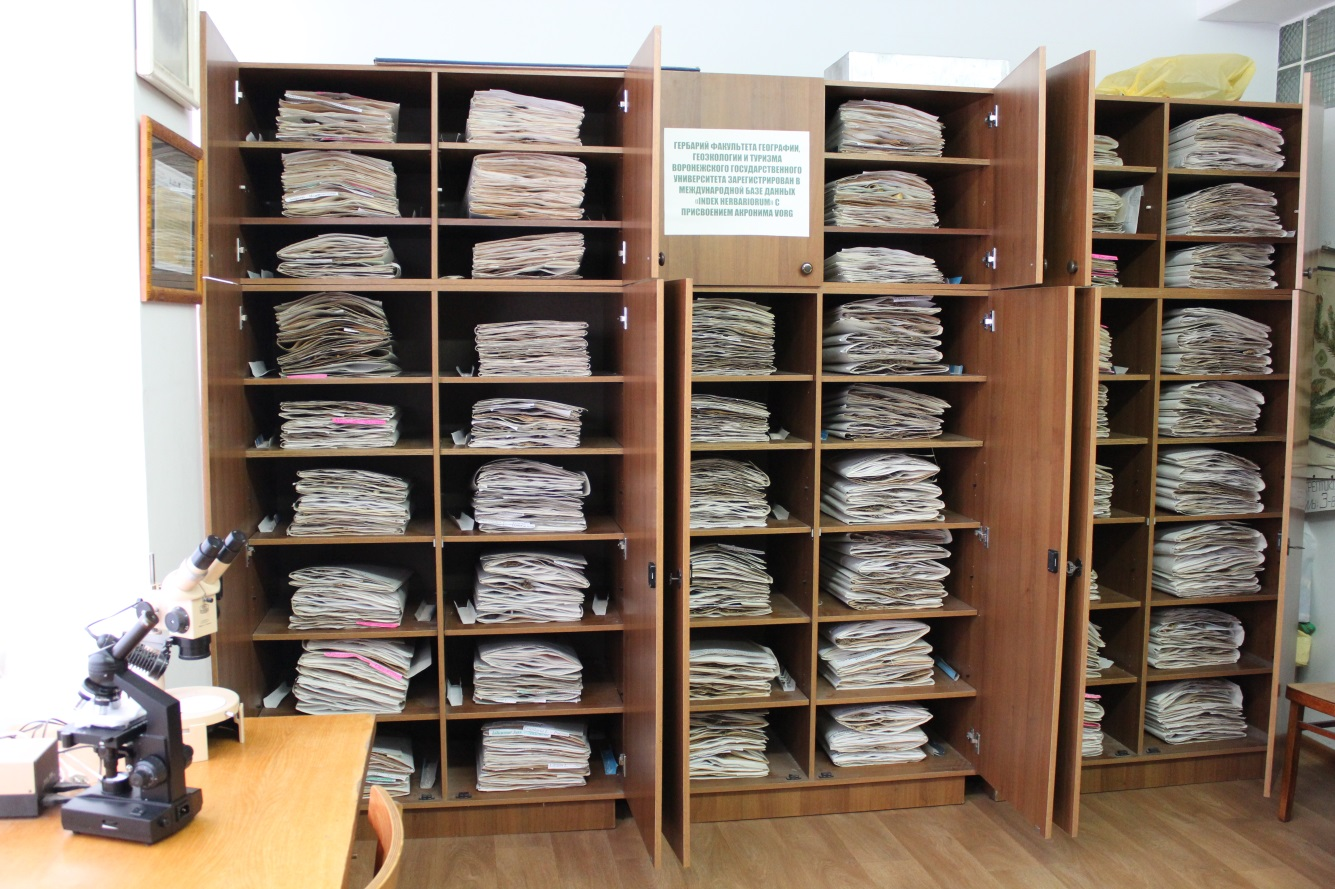 ГЕРБАРИЙ ФАКУЛЬТЕТА ГЕОГРАФИИ,
ГЕОЭКОЛОГИИ И ТУРИЗМА
ВОРОНЕЖСКОГО ГОСУДАРСТВЕННОГО
УНИВЕРСИТЕТА ЗАРЕГИСТРИРОВАН В
МЕЖДУНАРОДНОЙ БАЗЕ ДАННЫХ
«INDEX HERBARIORUM» С
ПРИСВОЕНИЕМ АКРОНИМА VORG